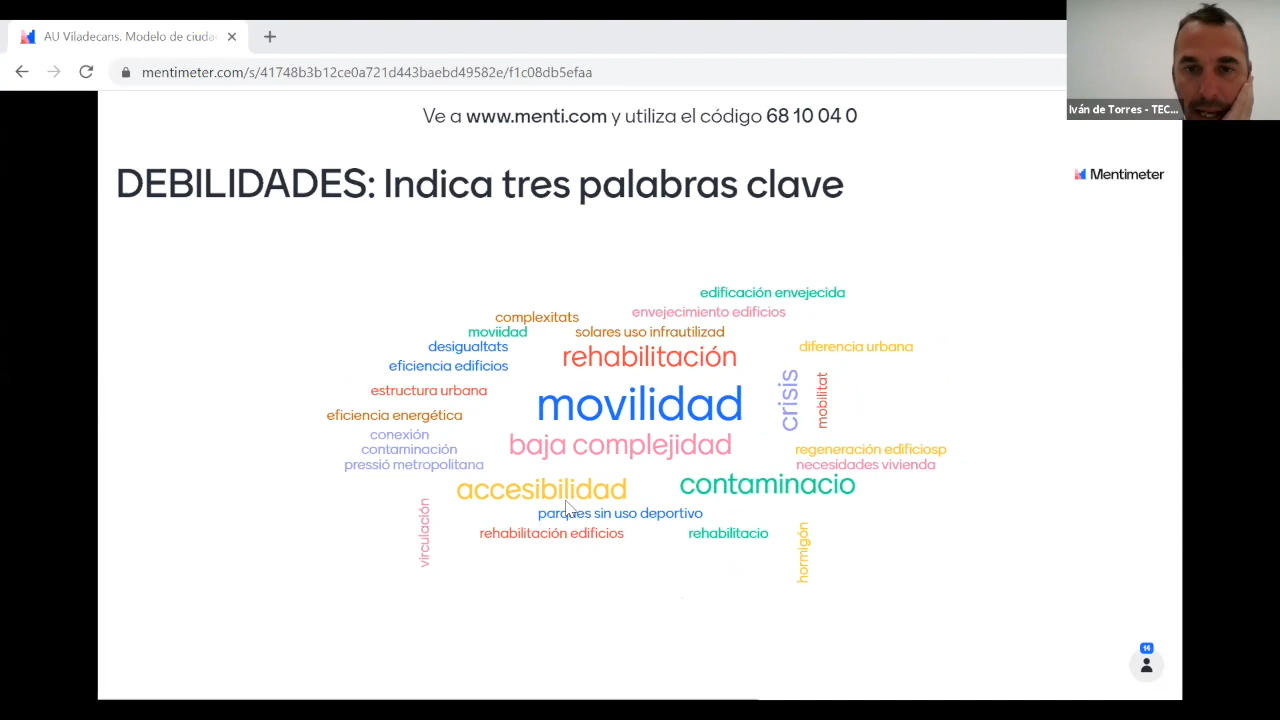 AU Viladecans. Modelo de ciuda
mentimeter.com/s/41748b3b12ce0a721d443baebd49582e/f1c08db5efaa
Iván de Torres - TEC...
Ve a www.menti.com y utiliza el código 68 10 04 0
DEBILIDADES: Indica tres palabras clave
Mentimeter
edificación envejecida
envejecimiento edificios
complexitats
moviidad
solares uso infrautilizad
desigualtats
diferencia urbana
rehabilitación
eficiencia edificios
estructura urbana
crisis
mobilitat
movilidad
eficiencia energética
conexión
baja complejidad
contaminación
regeneración edificiosp
pressió metropolitana
necesidades vivienda
accesibilidad
contaminacio
parques sin uso deportivo
virculación
rehabilitación edificios
rehabilitacio
hormigón
14